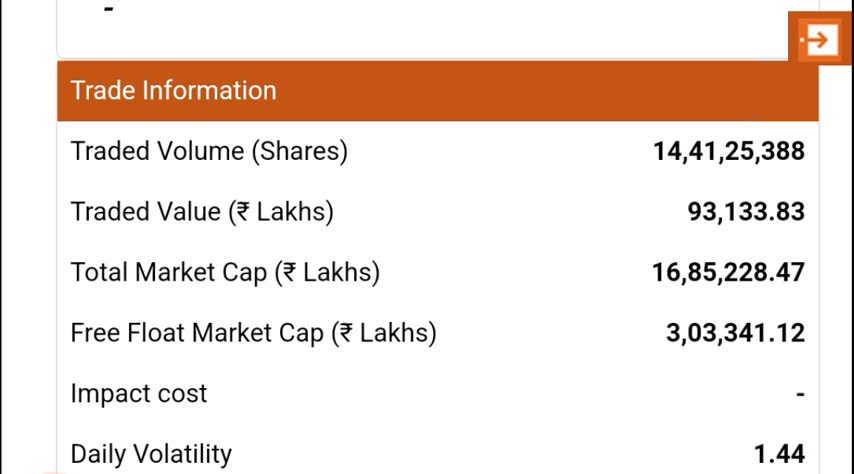 -
Trade Information
Traded Volume (Shares) 14,41,25,388
Traded Value (₹ Lakhs) 93,133.83
Total Market Cap (₹ Lakhs) 16,85,228.47
Free Float Market Cap (₹ Lakhs) 3,03,341.12
Impact cost -
Daily Volatility 1.44